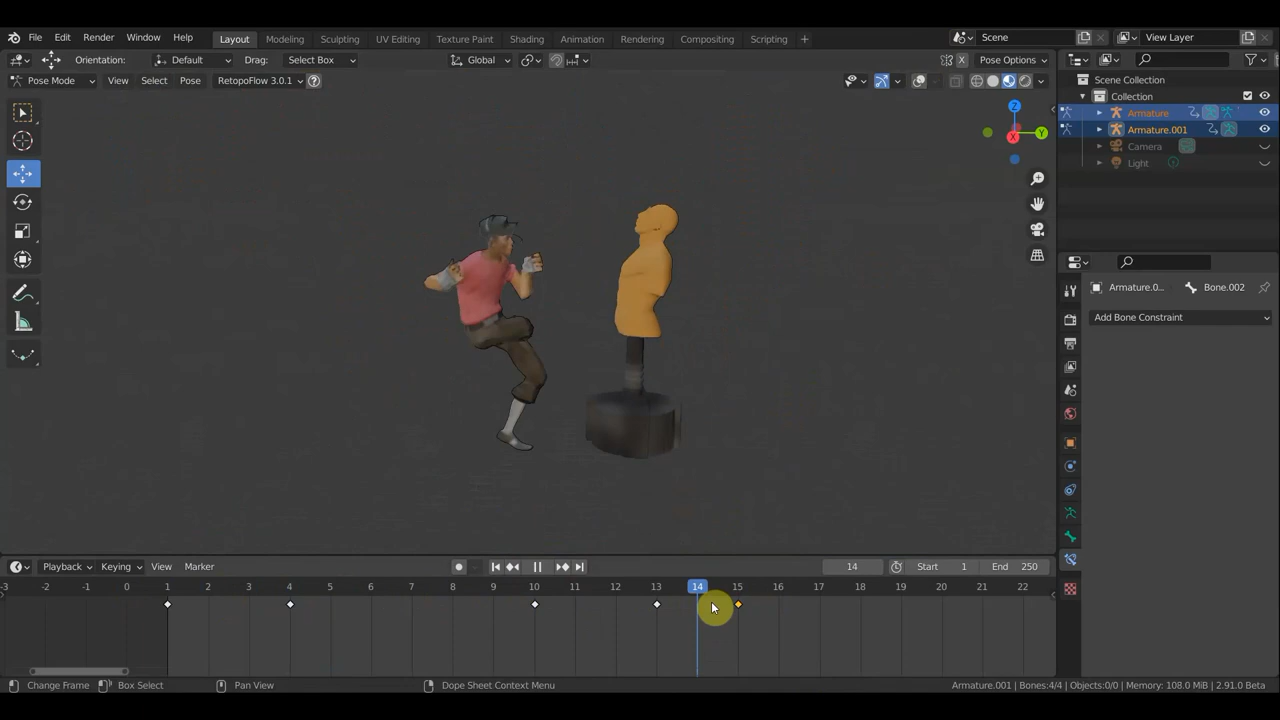 File Edit Render Window Help Layout Modeling Sculpting UV Editing Texture Paint Shading Animation Rendering Compositing Scripting + Scene View Layer
Orientation: Default Drag: Select Box Global X Pose Options
Pose Mode View Select Pose RetopoFlow 3.0.1 ?
Scene Collection
Collection
Armature
Armature.001
Camera
Light
Z
Y
X
Armature.0... Bone.002
Add Bone Constraint
Playback Keying View Marker 14 Start 1 End 250
-3 -2 -1 0 1 2 3 4 5 6 7 8 9 10 11 12 13 14 15 16 17 18 19 20 21 22
Change Frame Box Select Pan View Dope Sheet Context Menu Armature.001 | Bones:4/4 | Objects:0/0 | Memory: 108.0 MiB | 2.91.0 Beta